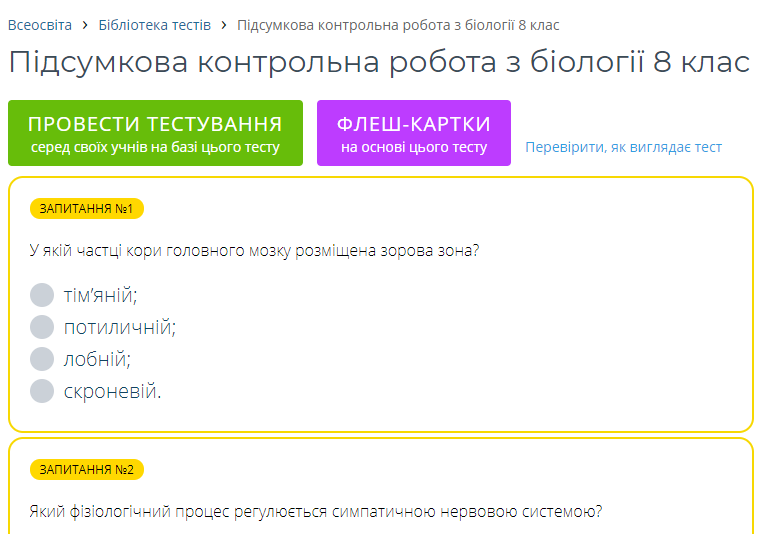 Всеосвіта › Бібліотека тестів › Підсумкова контрольна робота з біології 8 клас
Підсумкова контрольна робота з біології 8 клас
ПРОВЕСТИ ТЕСТУВАННЯ
серед своїх учнів на базі цього тесту
ФЛЕШ-КАРТКИ
на основі цього тесту
Перевірити, як виглядає тест
ЗАПИТАННЯ №1
У якій частці кори головного мозку розміщена зорова зона?
тім’яній;
потиличній;
лобній;
скроневій.
ЗАПИТАННЯ №2
Який фізіологічний процес регулюється симпатичною нервовою системою?